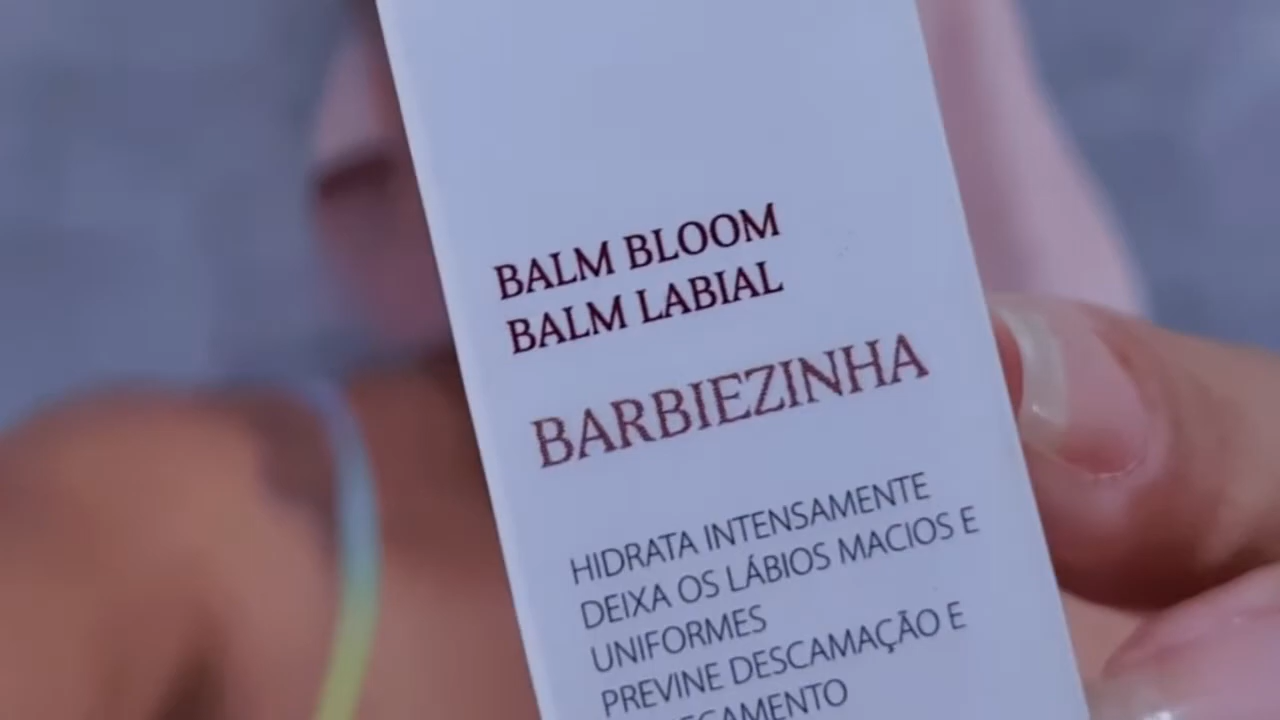 BALM BLOOM
BALM LABIAL
BARBIEZINHA
HIDRATA INTENSAMENTE
DEIXA OS LÁBIOS MACIOS E
UNIFORMES
PREVINE DESCAMAÇÃO E